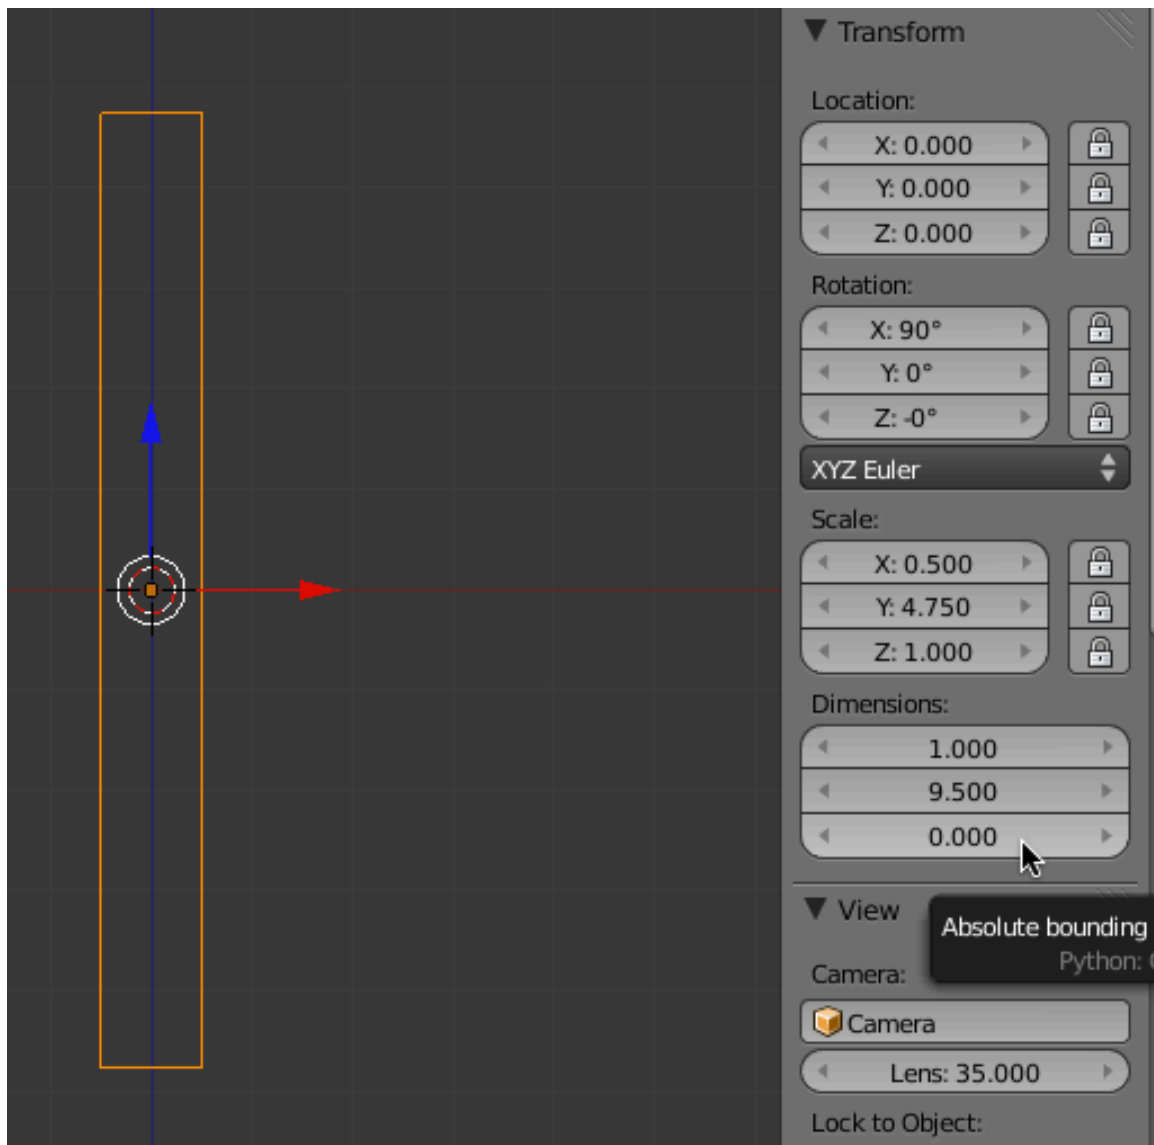 Transform
Location:
X: 0.000
Y: 0.000
Z: 0.000
Rotation:
X: 90°
Y: 0°
Z: -0°
XYZ Euler
Scale:
X: 0.500
Y: 4.750
Z: 1.000
Dimensions:
1.000
9.500
0.000
View
Absolute bounding
Python:
Camera:
Camera
Lens: 35.000
Lock to Object: